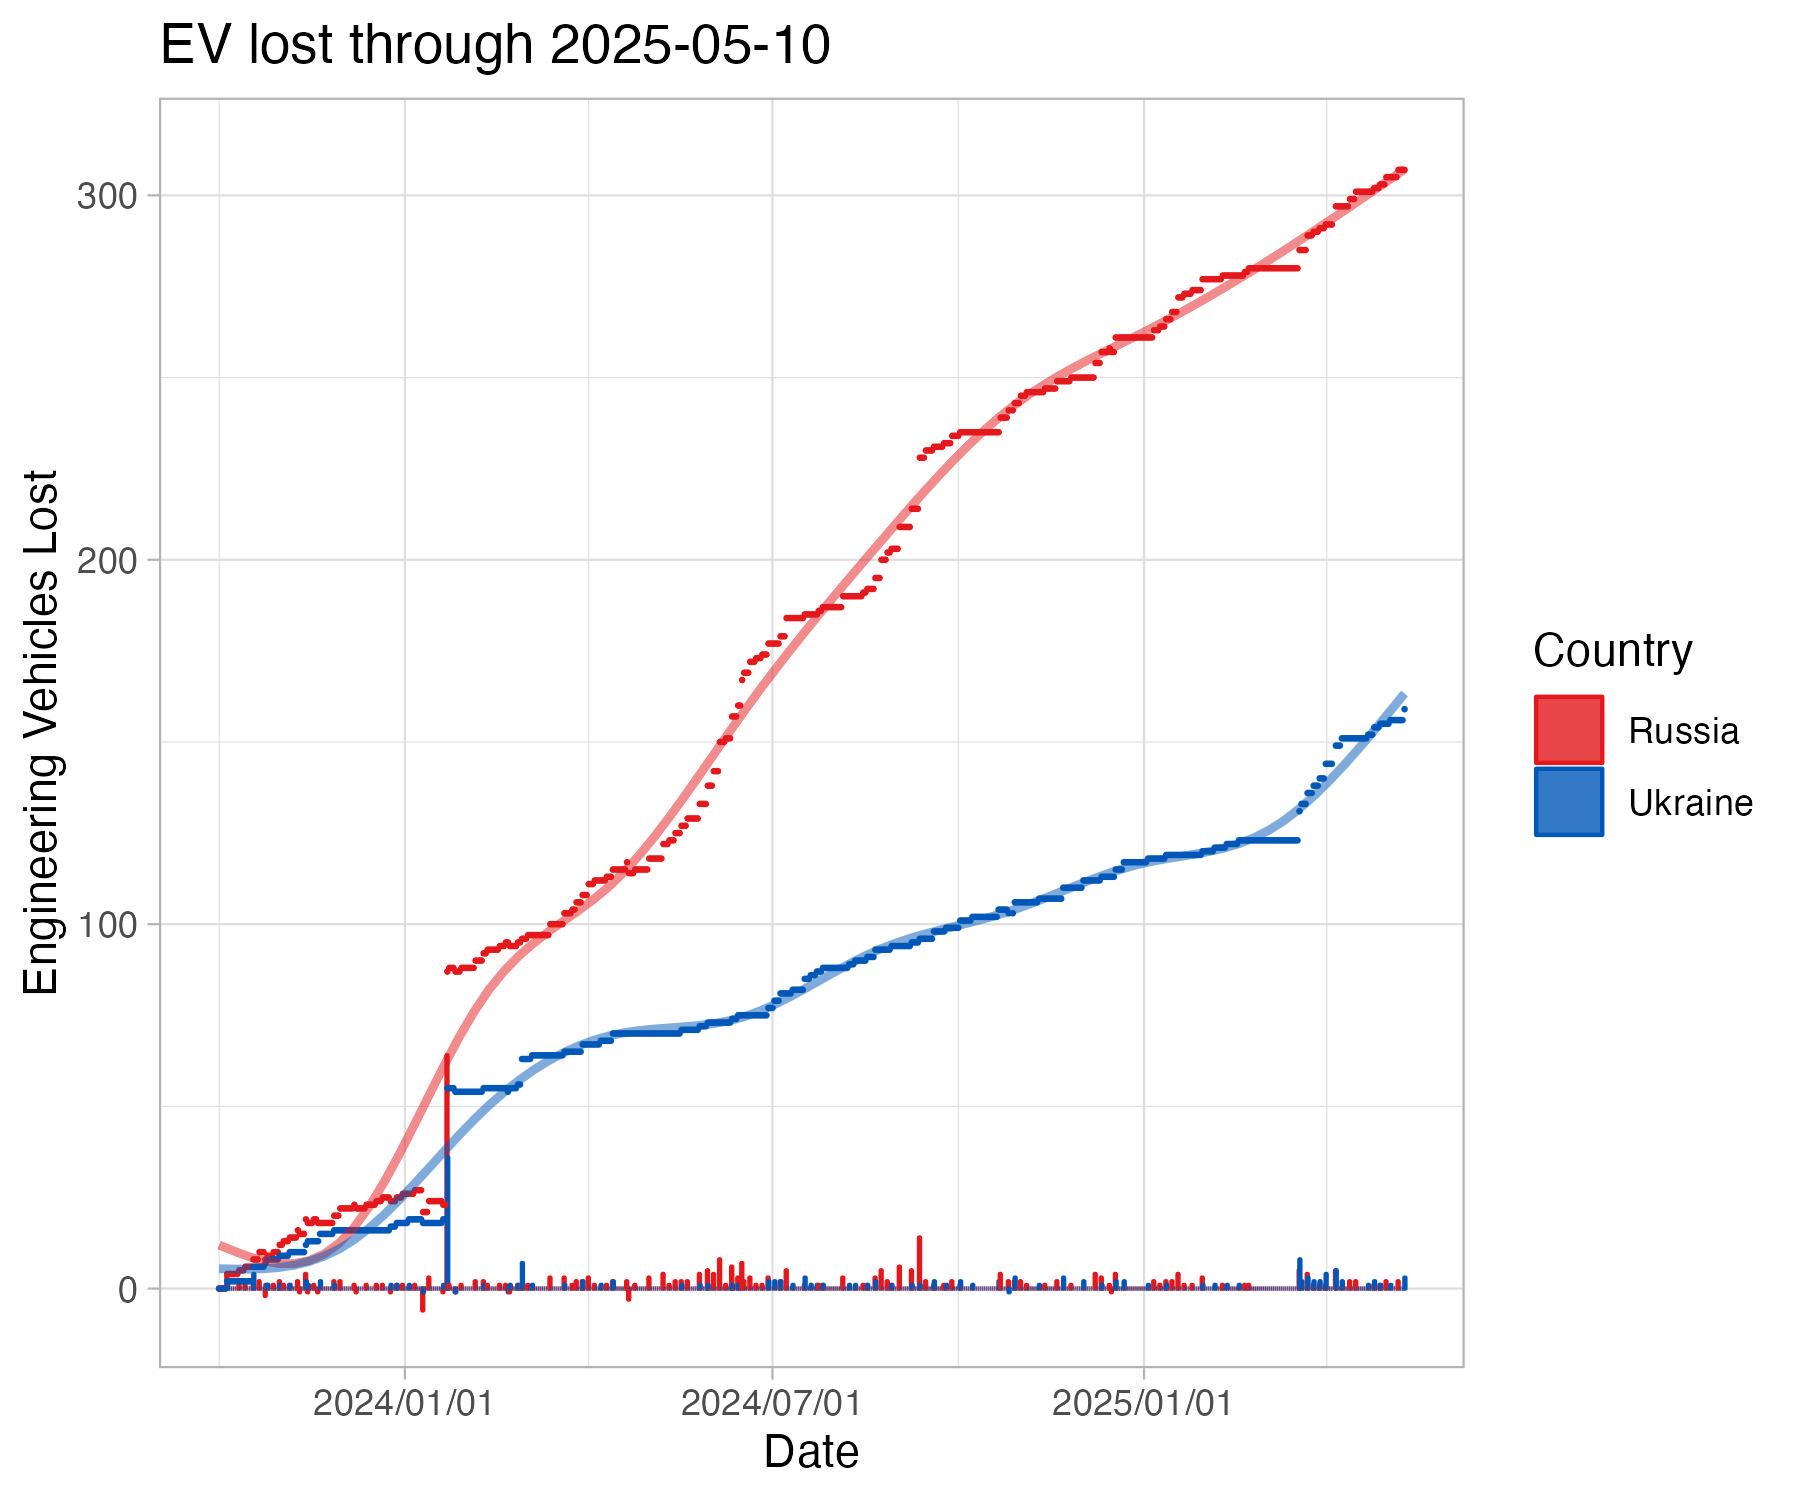 EV lost through 2025-05-10
Engineering Vehicles Lost
300
200
100
0
2024/01/01
2024/07/01
2025/01/01
Date
Country
Russia
Ukraine